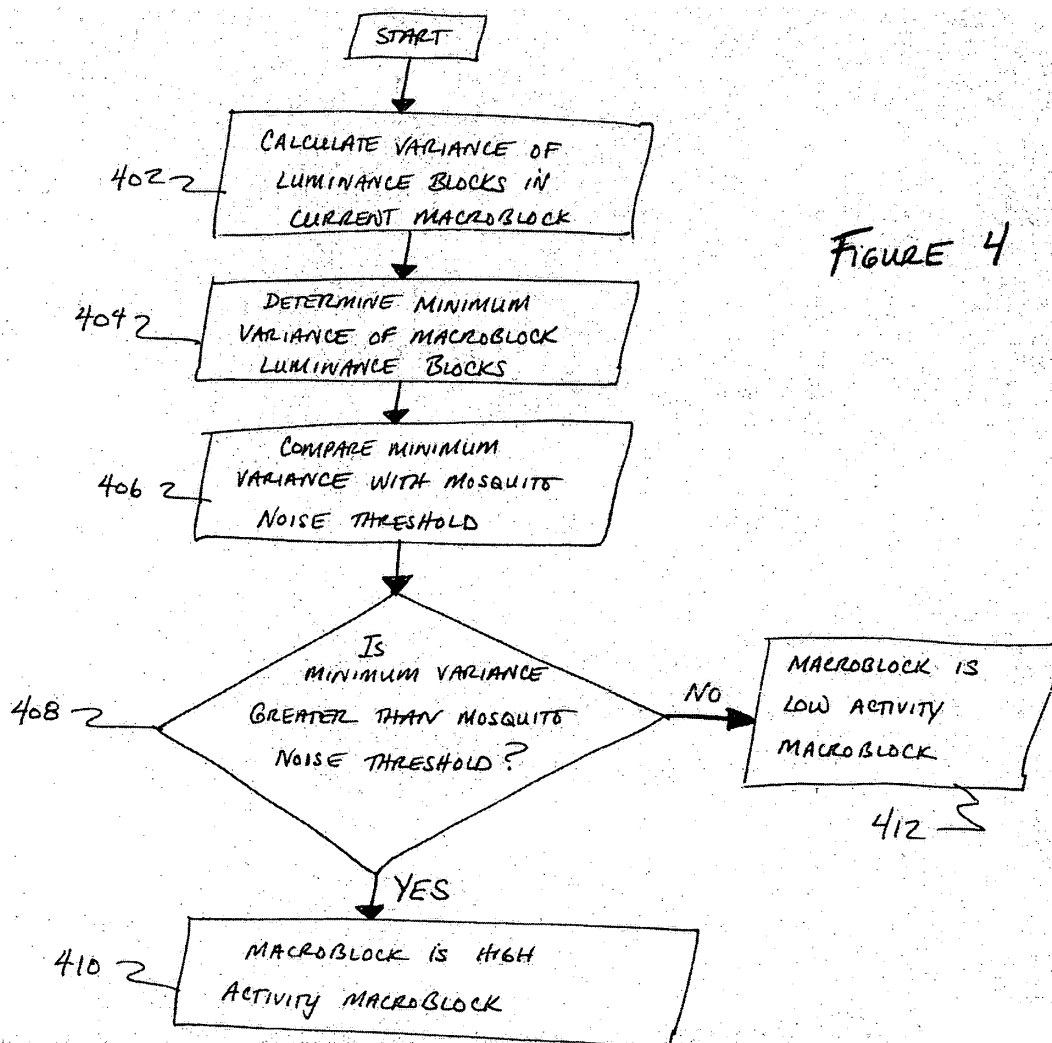 START
402
CALCULATE VARIANCE OF
LUMINANCE BLOCKS IN
CURRENT MACROBLOCK
FIGURE 4
404
DETERMINE MINIMUM
VARIANCE OF MACROBLOCK
LUMINANCE BLOCKS
406
COMPARE MINIMUM
VARIANCE WITH MOSQUITO
NOISE THRESHOLD
408
IS
MINIMUM VARIANCE
GREATER THAN MOSQUITO
NOISE THRESHOLD?
NO
MACROBLOCK IS
LOW ACTIVITY
MACROBLOCK
412
YES
410
MACROBLOCK IS HIGH
ACTIVITY MACROBLOCK